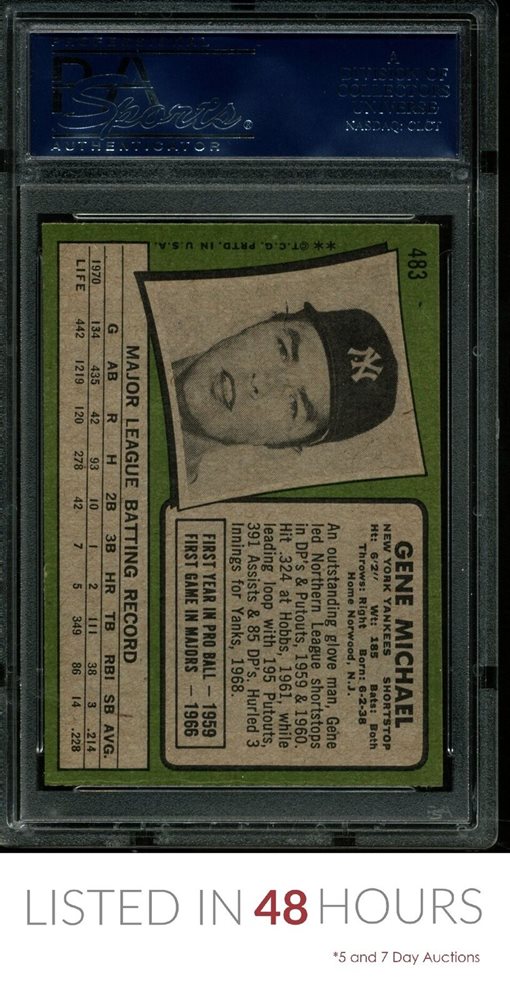 PROFESSIONAL
PSA
Sports®
AUTHENTICATOR
A
DIVISION OF
COLLECTORS
UNIVERSE
NASDAQ: CLCT
483
GENE MICHAEL
NEW YORK YANKEES SHORTSTOP
Ht: 6'2" Wt: 185 Bats: Both
Throws: Right Born: 6-2-38
Home Norwood, N.J.
An outstanding glove man, Gene
led Northern League shortstops
in DP's & Putouts, 1959 & 1960.
Hit .324 at Hobbs, 1961, while
leading loop with 195 Putouts,
391 Assists & 85 DP's. Hurled 3
Innings for Yanks, 1968.
FIRST YEAR IN PRO BALL — 1959
FIRST GAME IN MAJORS — 1966
NY
MAJOR LEAGUE BATTING RECORD
G AB R H 2B 3B HR TB RBI SB AVG.
1970 134 435 42 93 10 1 2 111 38 3 .214
LIFE 442 1219 120 278 42 7 5 349 86 14 .228
**©T.C.G. PRTD. IN U.S.A.
LISTED IN 48 HOURS
*5 and 7 Day Auctions